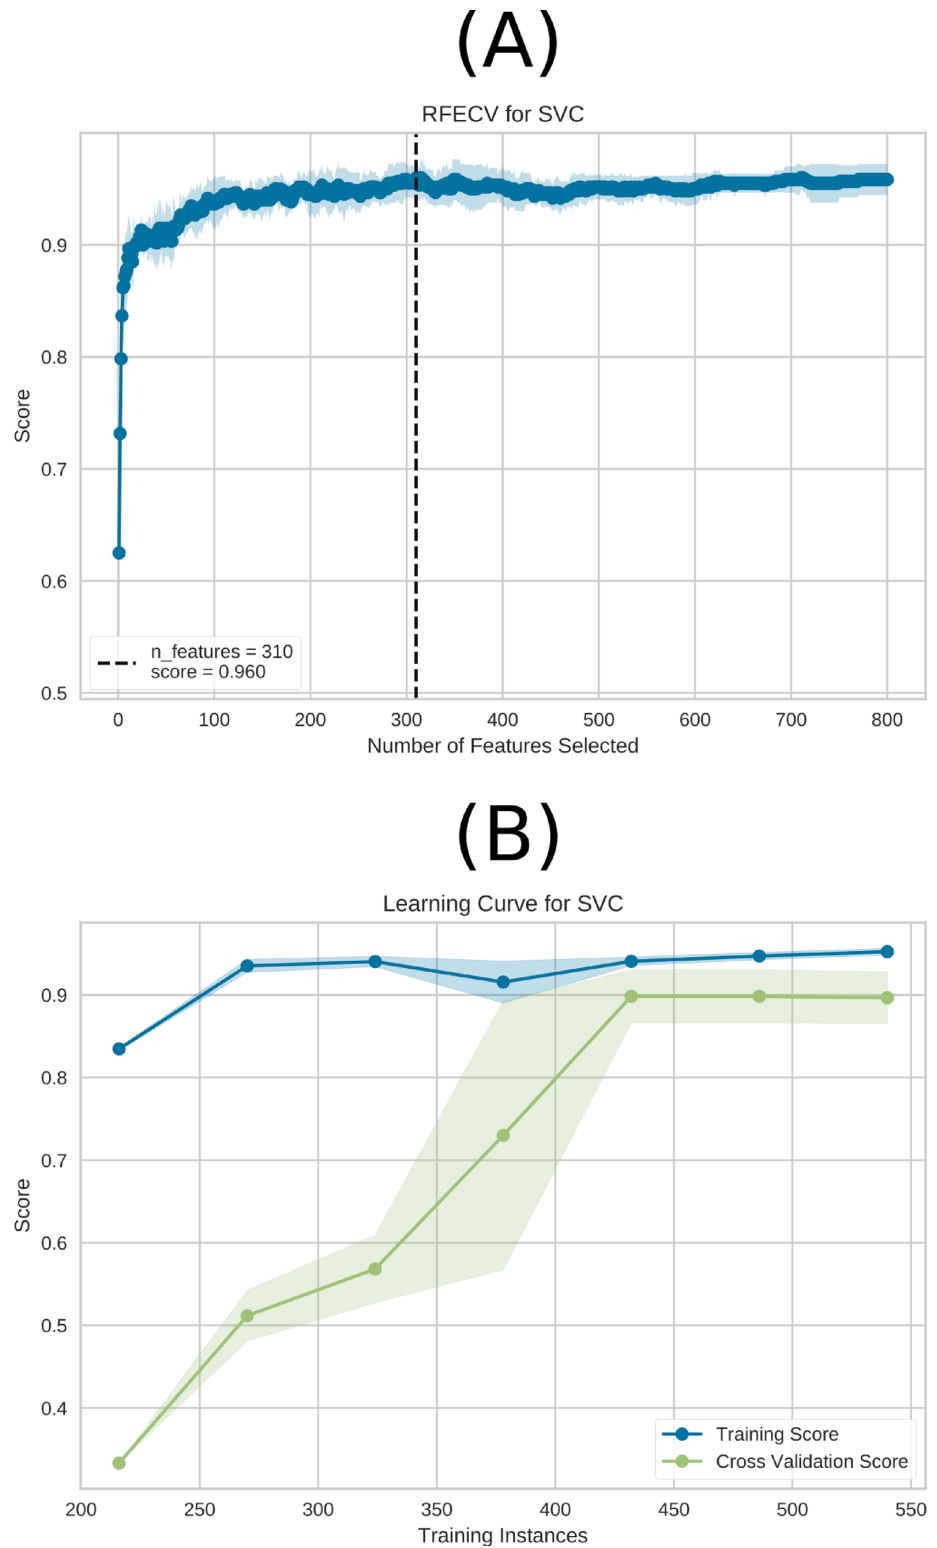 (A)
RFECV for SVC
Score
0.9
0.8
0.7
0.6
0.5
n_features = 310
score = 0.960
0 100 200 300 400 500 600 700 800
Number of Features Selected
(B)
Learning Curve for SVC
Score
0.9
0.8
0.7
0.6
0.5
0.4
Training Score
Cross Validation Score
200 250 300 350 400 450 500 550
Training Instances